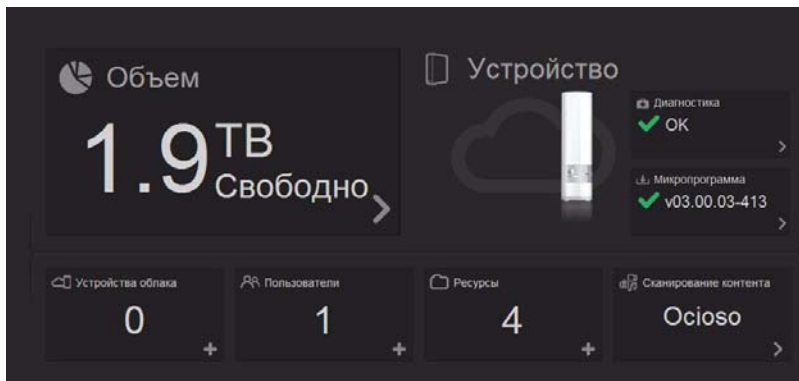 Объем
1.9 ТВ
Свободно
Устройство
Диагностика
OK
Микропрограмма
v03.00.03-413
Устройства облака
0
Пользователи
1
Ресурсы
4
Сканирование контента
Ocioso